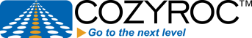 COZYROC™
Go to the next level